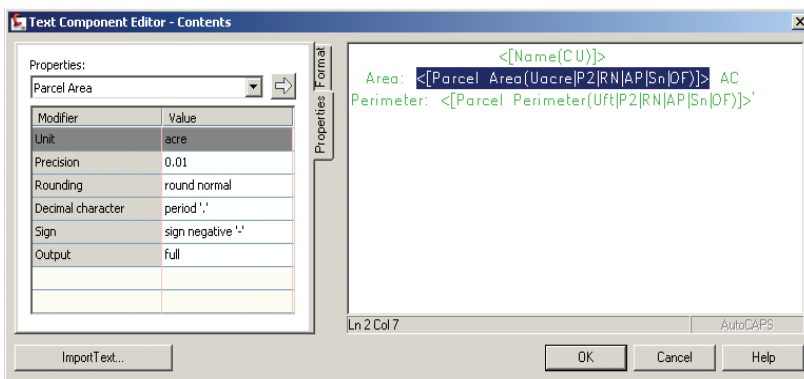 Text Component Editor - Contents
Properties:
Parcel Area
Modifier Value
Unit acre
Precision 0.01
Rounding round normal
Decimal character period '.'
Sign sign negative '-'
Output full
Format
Properties
<[Name(CU)]>
Area: <[Parcel Area(Uacre|P2|RN|AP|Sn|OF)]> AC
Perimeter: <[Parcel Perimeter(Uft|P2|RN|AP|Sn|OF)]>'
Ln 2 Col 7
AutoCAPS
ImportText...
OK Cancel Help